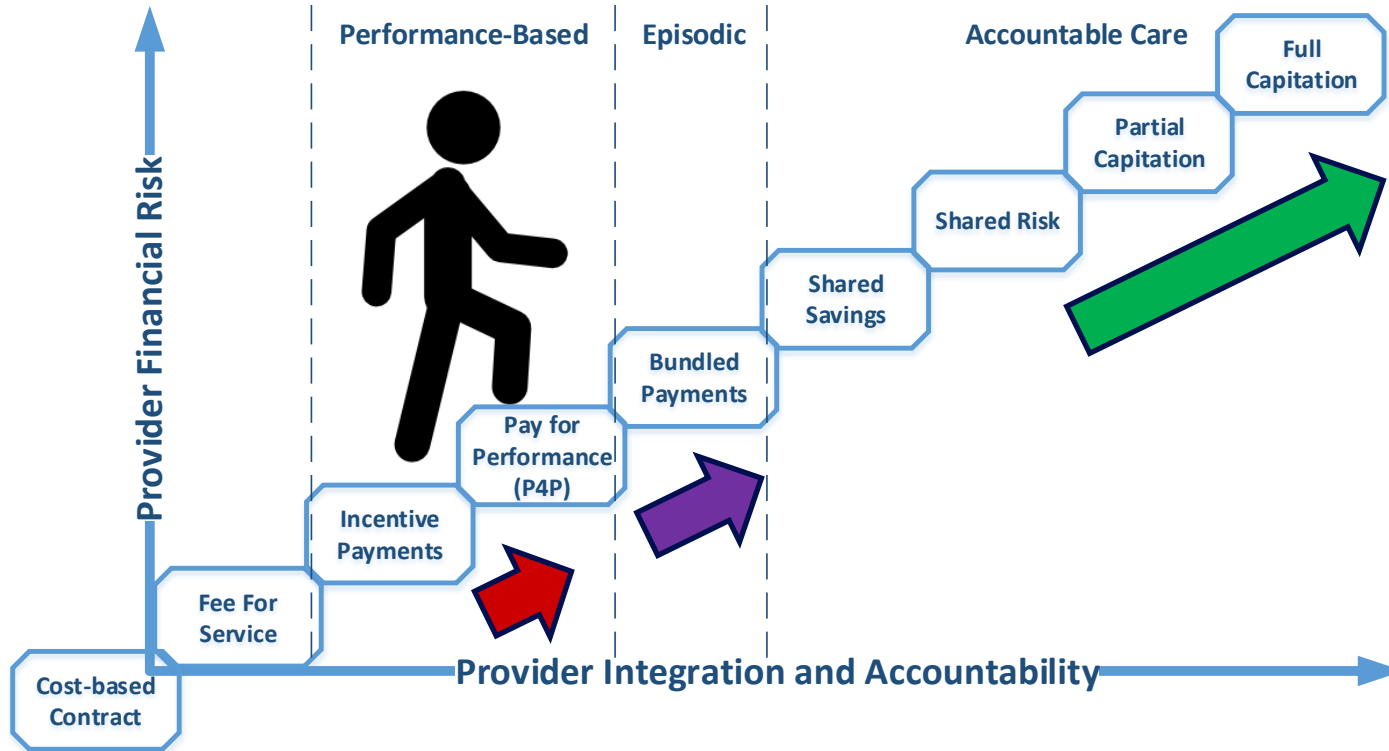 Performance-Based
Episodic
Accountable Care
Full
Capitation
Partial
Capitation
Shared Risk
Shared
Savings
Bundled
Payments
Pay for
Performance
(P4P)
Incentive
Payments
Fee For
Service
Cost-based
Contract
Provider Financial Risk
Provider Integration and Accountability